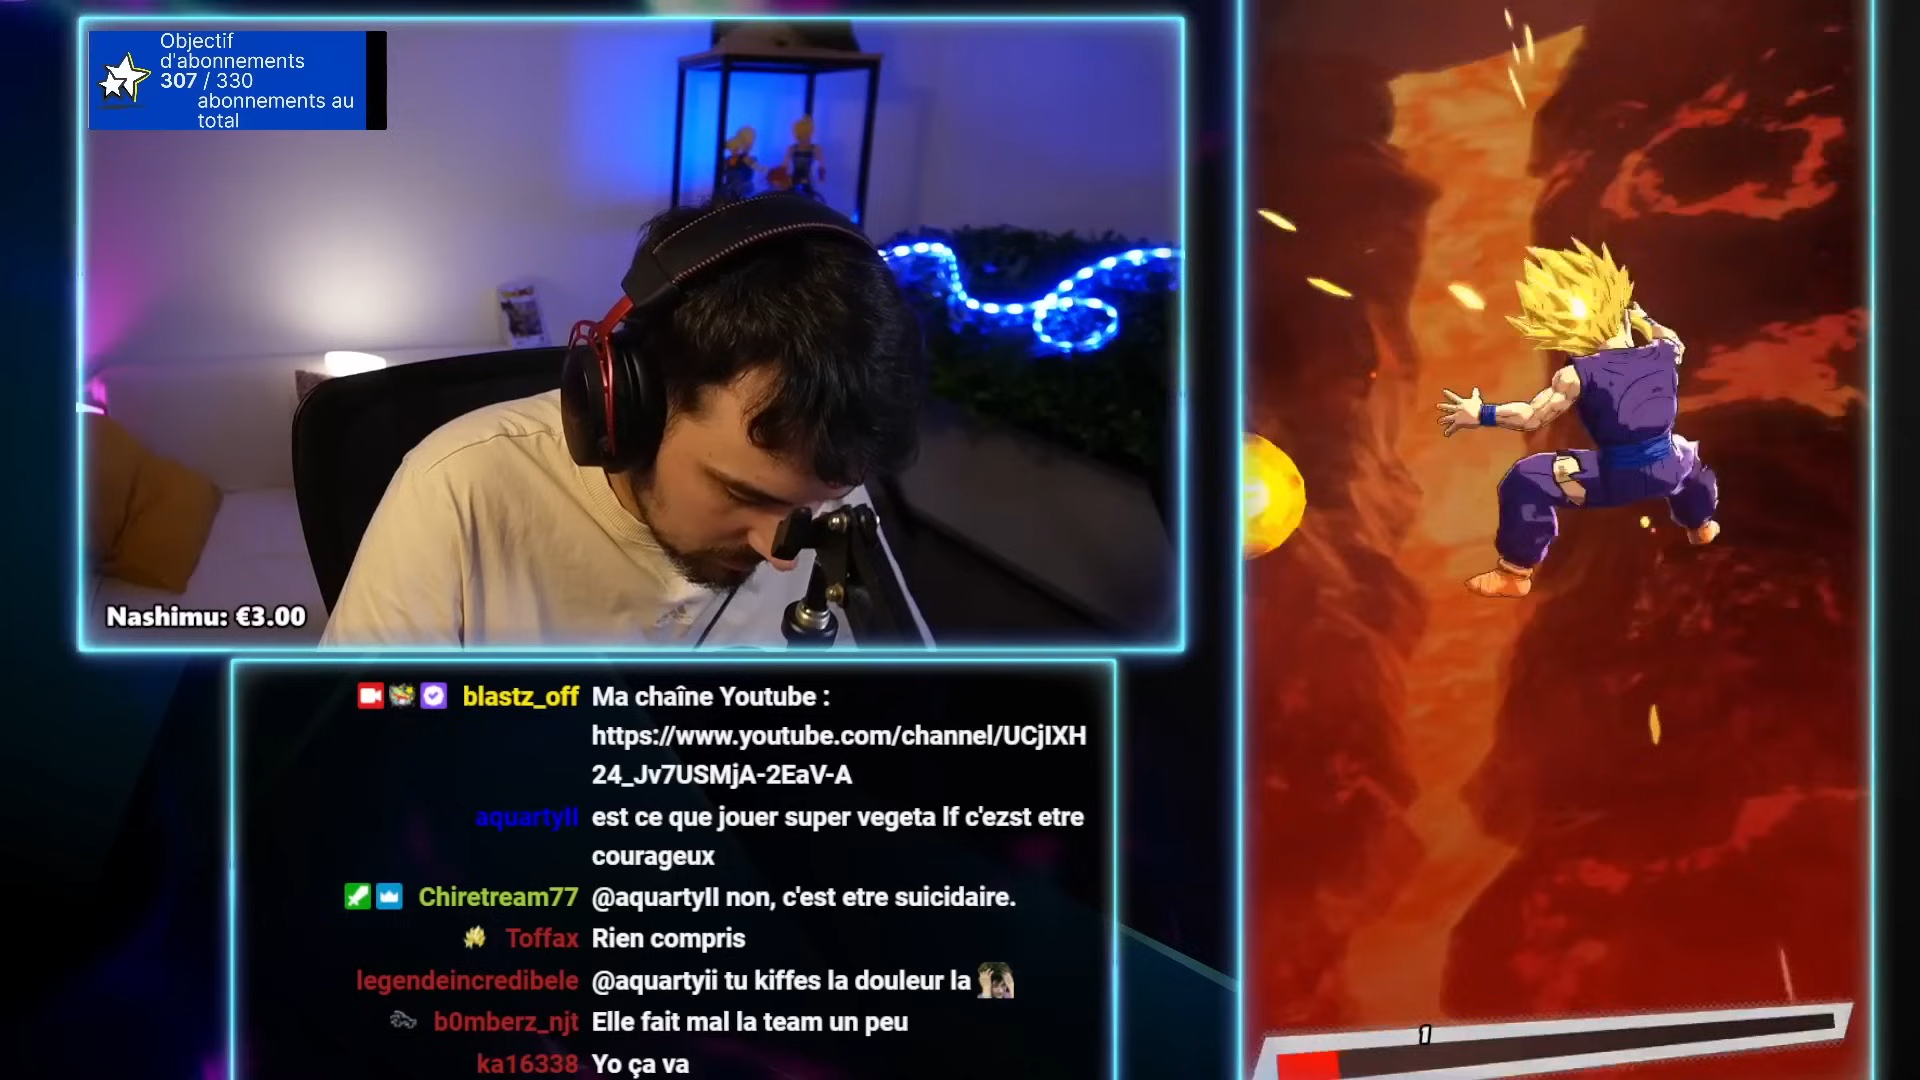 Objectif
d'abonnements
307 / 330
abonnements au
total
Nashimu: €3.00
blastz_off Ma chaîne Youtube :
https://www.youtube.com/channel/UCjIXH
24_Jv7USMjA-2EaV-A
aquartyII est ce que jouer super vegeta lf c'ezst etre
courageux
Chiretream77 @aquartyII non, c'est etre suicidaire.
Toffax Rien compris
legendeincredibele @aquartyii tu kiffes la douleur la
b0mberz_njt Elle fait mal la team un peu
ka16338 Yo ça va
1